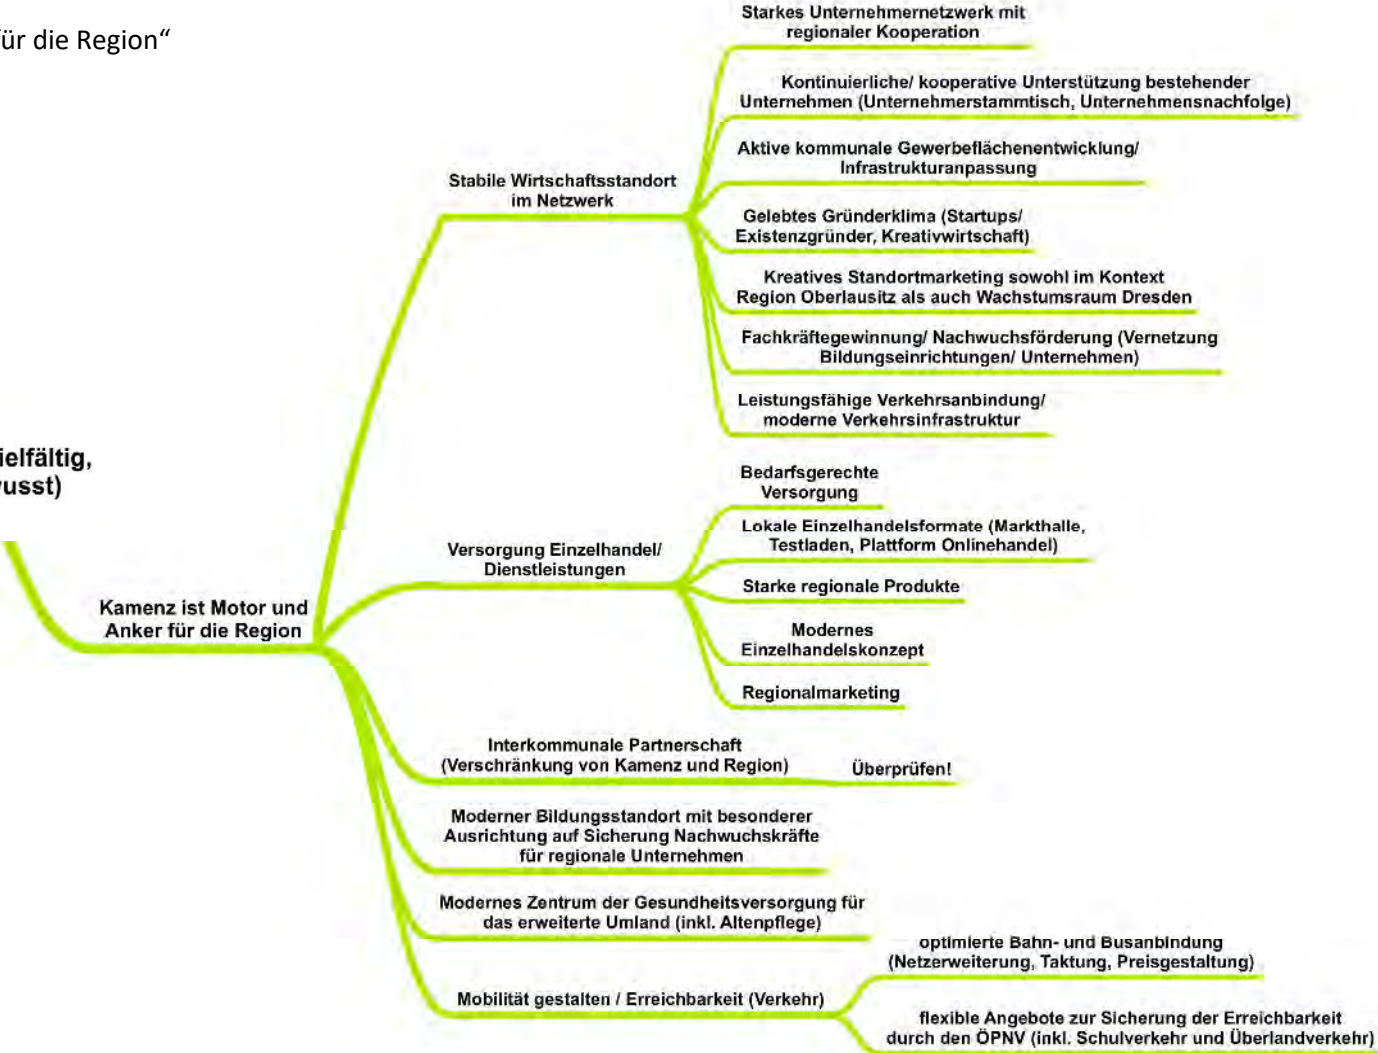 ür die Region“
Starkes Unternehmernetzwerk mit
regionaler Kooperation
Kontinuierliche/ kooperative Unterstützung bestehender
Unternehmen (Unternehmerstammtisch, Unternehmensnachfolge)
Aktive kommunale Gewerbeflächenentwicklung/
Infrastrukturanpassung
Stabile Wirtschaftsstandort
im Netzwerk
Gelebtes Gründerklima (Startups/
Existenzgründer, Kreativwirtschaft)
Kreatives Standortmarketing sowohl im Kontext
Region Oberlausitz als auch Wachstumsraum Dresden
Fachkräftegewinnung/ Nachwuchsförderung (Vernetzung
Bildungseinrichtungen/ Unternehmen)
Leistungsfähige Verkehrsanbindung/
moderne Verkehrsinfrastruktur
ielfältig,
usst)
Bedarfsgerechte
Versorgung
Lokale Einzelhandelsformate (Markthalle,
Testladen, Plattform Onlinehandel)
Versorgung Einzelhandel/
Dienstleistungen
Starke regionale Produkte
Modernes
Einzelhandelskonzept
Regionalmarketing
Kamenz ist Motor und
Anker für die Region
Interkommunale Partnerschaft
(Verschränkung von Kamenz und Region)
Überprüfen!
Moderner Bildungsstandort mit besonderer
Ausrichtung auf Sicherung Nachwuchskräfte
für regionale Unternehmen
Modernes Zentrum der Gesundheitsversorgung für
das erweiterte Umland (inkl. Altenpflege)
Mobilität gestalten / Erreichbarkeit (Verkehr)
optimierte Bahn- und Busanbindung
(Netzerweiterung, Taktung, Preisgestaltung)
flexible Angebote zur Sicherung der Erreichbarkeit
durch den ÖPNV (inkl. Schulverkehr und Überlandverkehr)